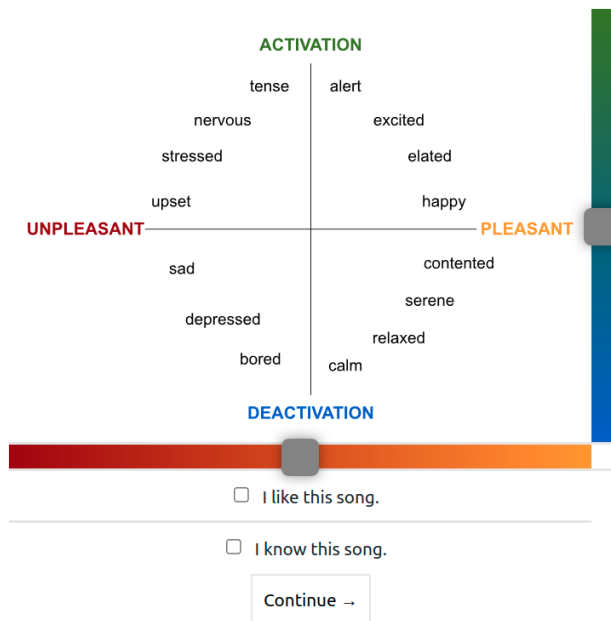 ACTIVATION
tense alert
nervous excited
stressed elated
upset happy
UNPLEASANT PLEASANT
sad contented
serene
depressed
relaxed
bored calm
DEACTIVATION
I like this song.
I know this song.
Continue →